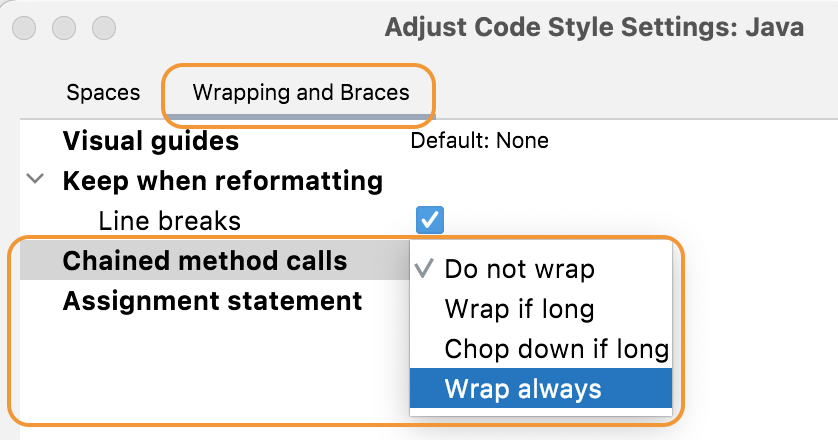 Adjust Code Style Settings: Java
Spaces Wrapping and Braces
Visual guides Default: None
Keep when reformatting
Line breaks
Chained method calls Do not wrap
Assignment statement Wrap if long
Chop down if long
Wrap always